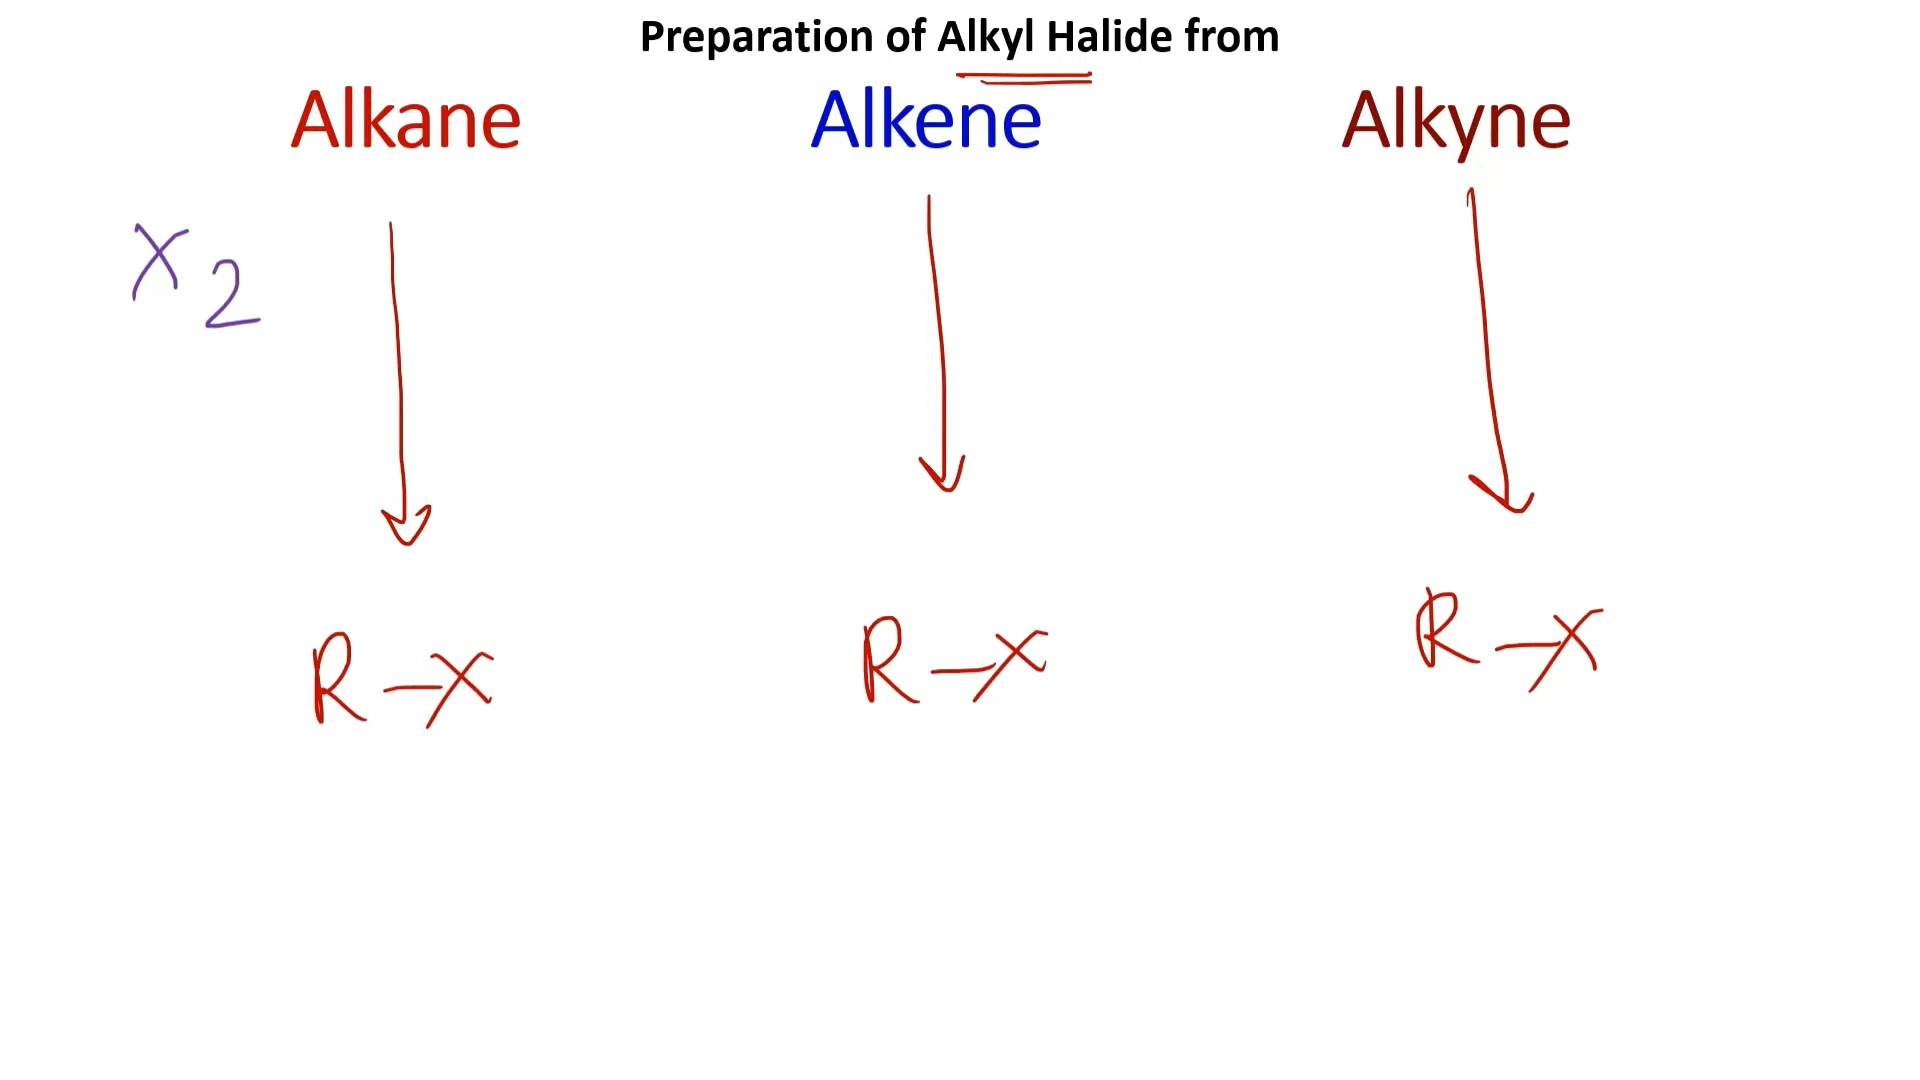 Preparation of Alkyl Halide from
Alkane Alkene Alkyne
X2
R-X R-X R-X